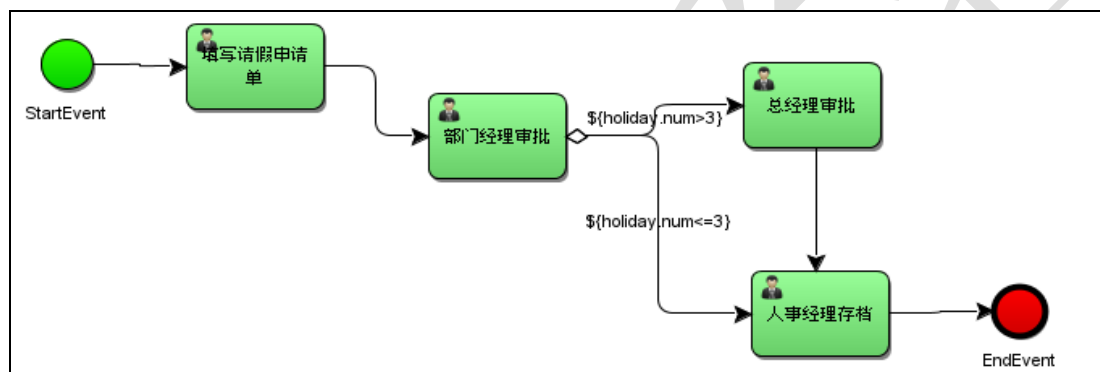 填写请假申请
单
StartEvent
部门经理审批
${holiday.num>3}
总经理审批
${holiday.num<=3}
人事经理存档
EndEvent